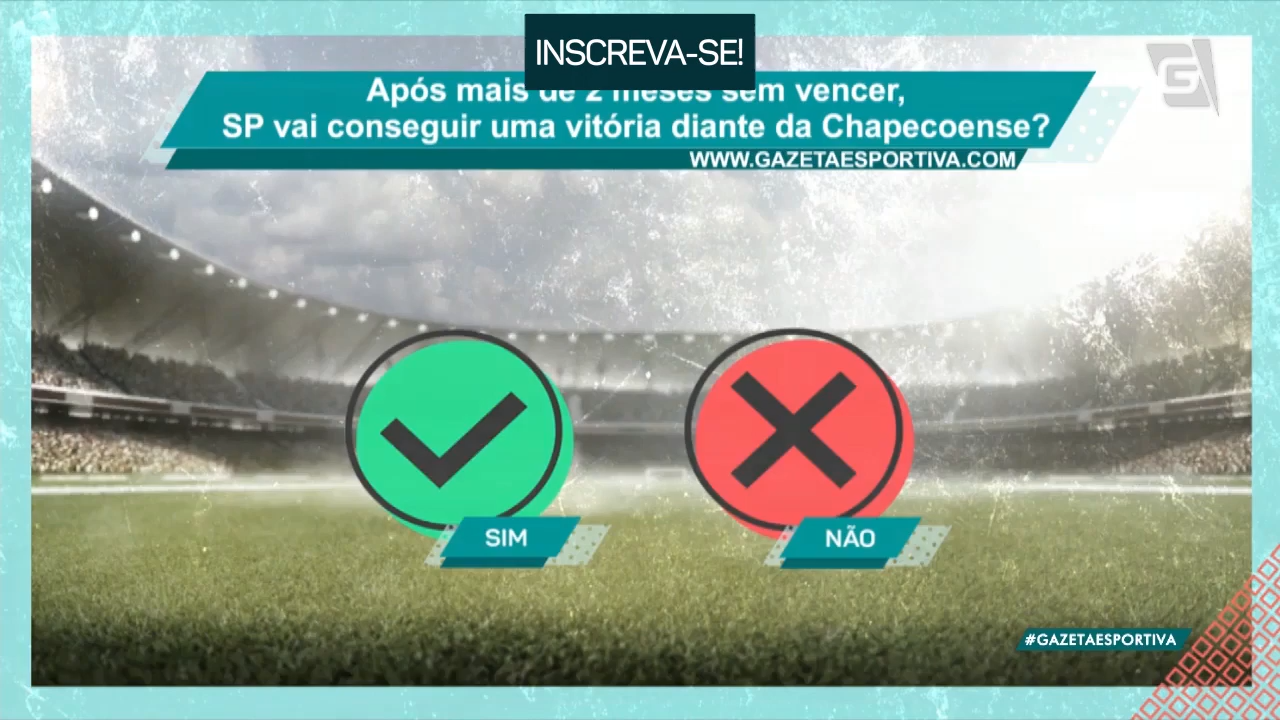 INSCREVA-SE!
Após mais de 2 meses sem vencer,
SP vai conseguir uma vitória diante da Chapecoense?
WWW.GAZETAESPORTIVA.COM
SIM
NÃO
#GAZETAESPORTIVA